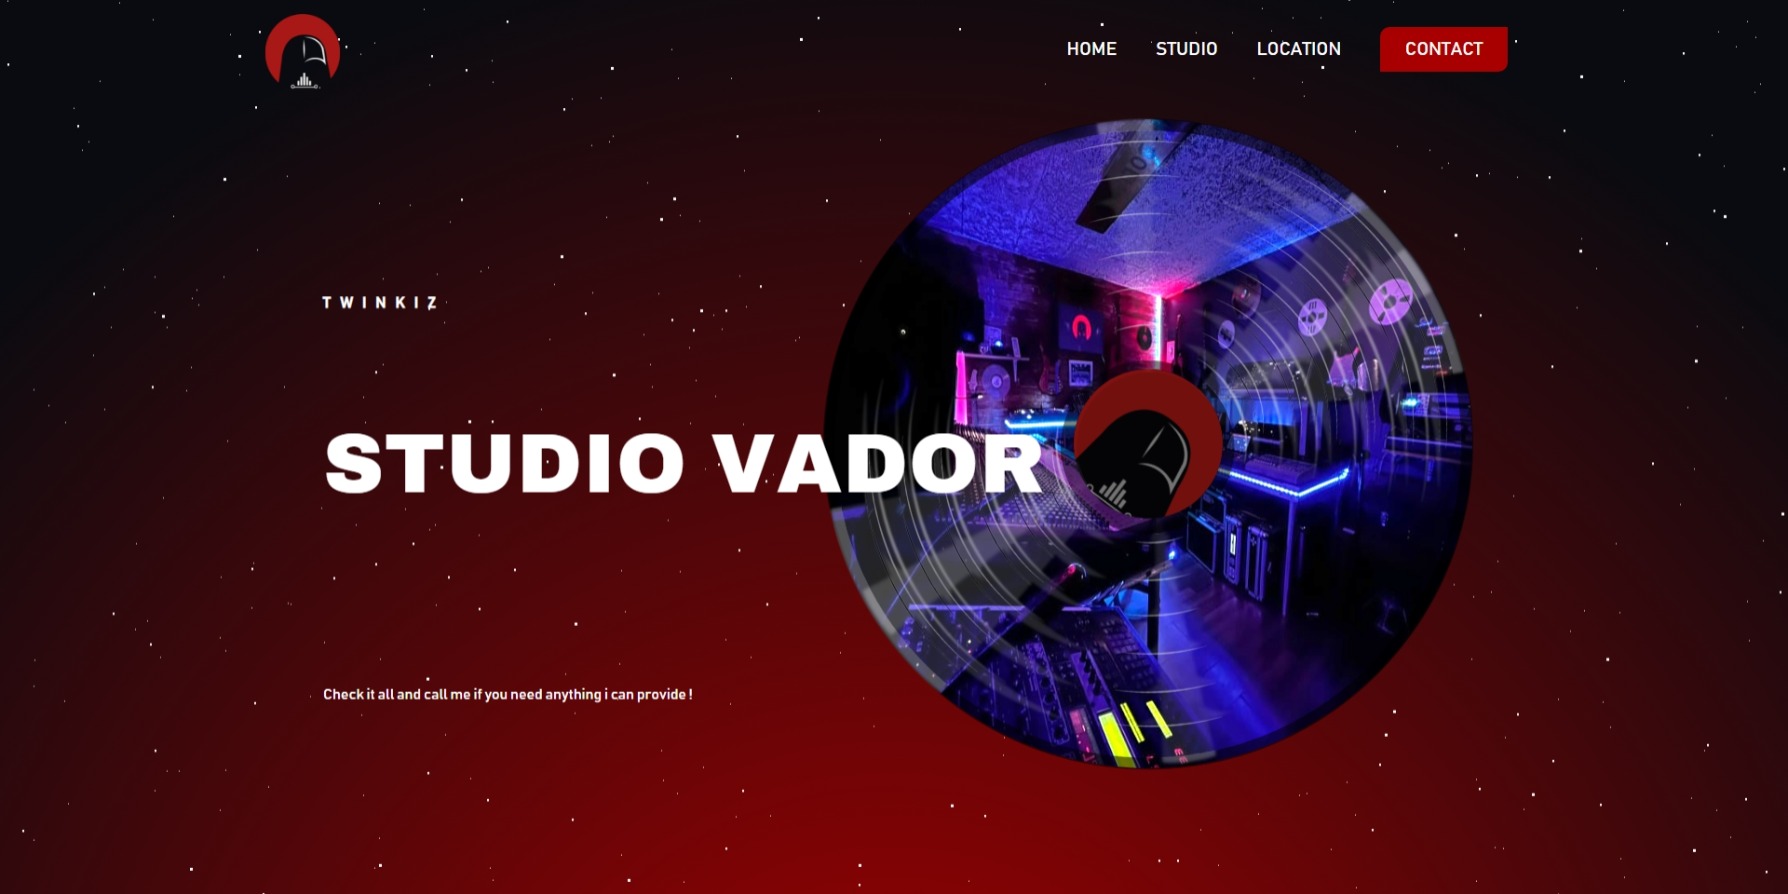 HOME STUDIO LOCATION CONTACT
TWINKIZ
STUDIO VADOR
Check it all and call me if you need anything i can provide !